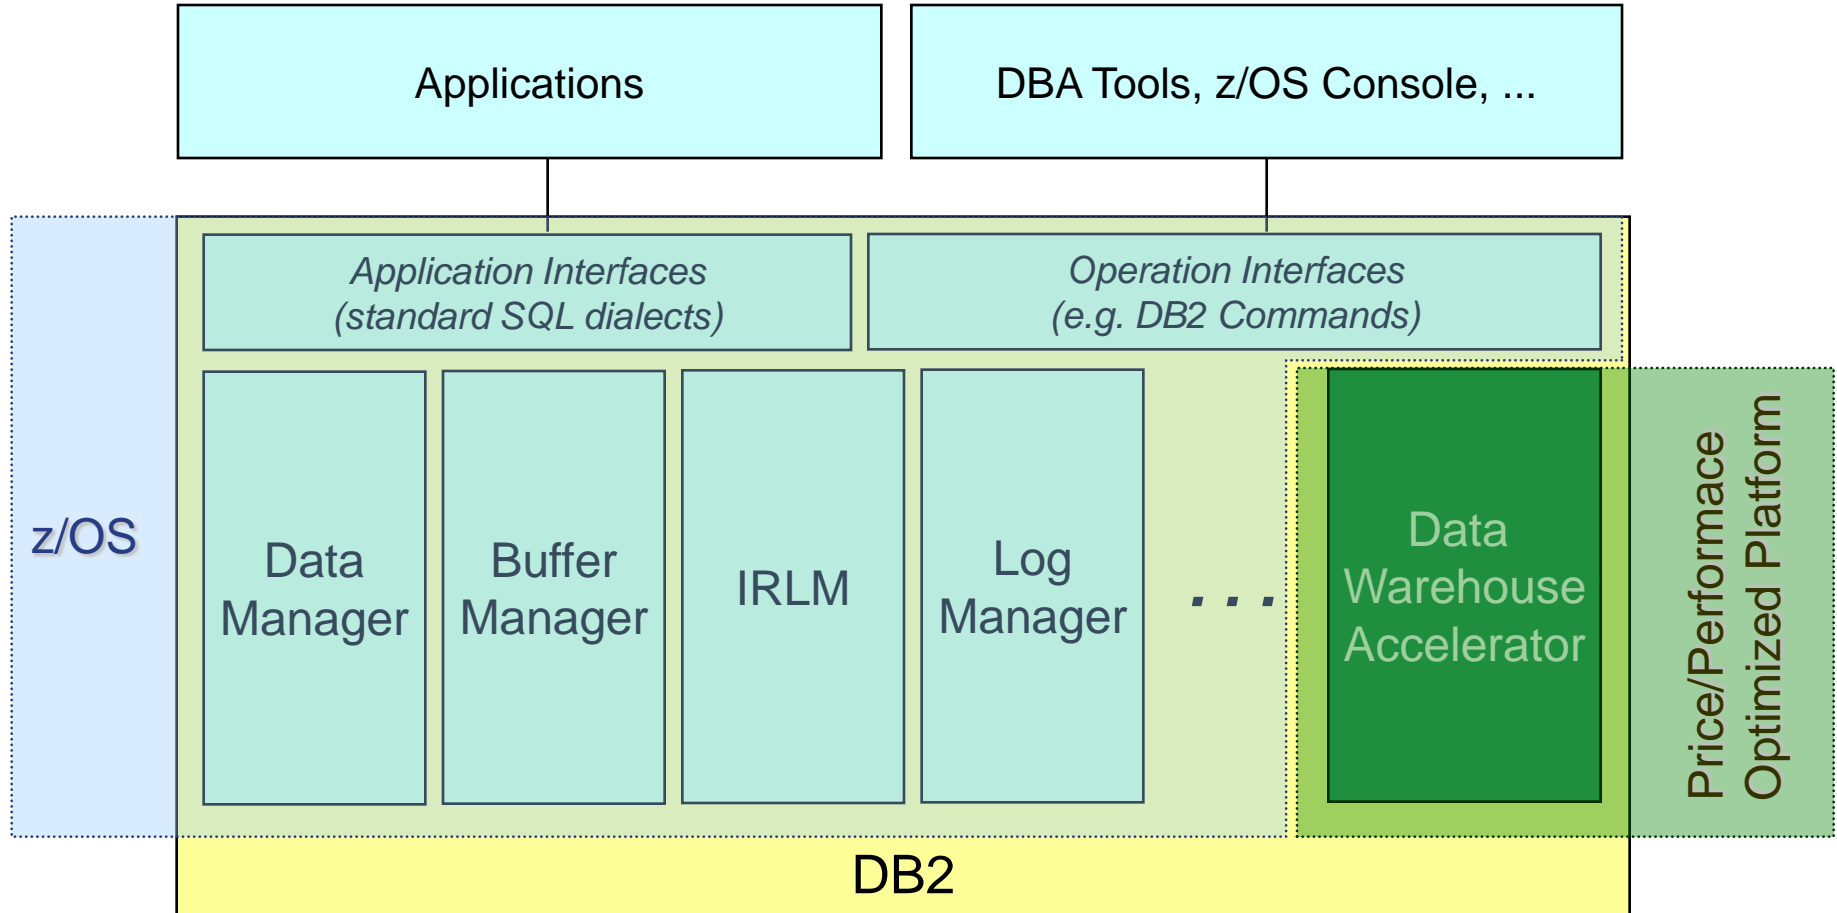 Applications
DBA Tools, z/OS Console, ...
Application Interfaces
(standard SQL dialects)
Operation Interfaces
(e.g. DB2 Commands)
z/OS
Data
Manager
Buffer
Manager
IRLM
Log
Manager
...
Data
Warehouse
Accelerator
Price/Performace
Optimized Platform
DB2